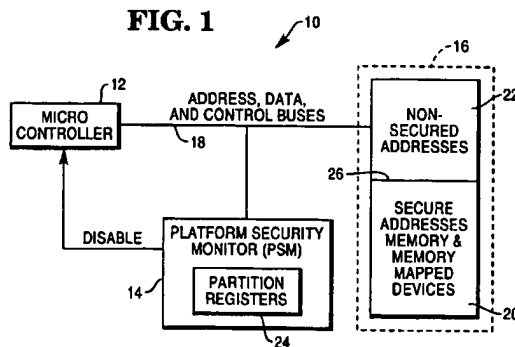 FIG. 1
10
16
12
22
MICRO
CONTROLLER
ADDRESS, DATA,
AND CONTROL BUSES
18
NON-
SECURED
ADDRESSES
26
DISABLE
PLATFORM SECURITY
MONITOR (PSM)
PARTITION
REGISTERS
14
24
SECURE
ADDRESSES
MEMORY &
MEMORY
MAPPED
DEVICES
20